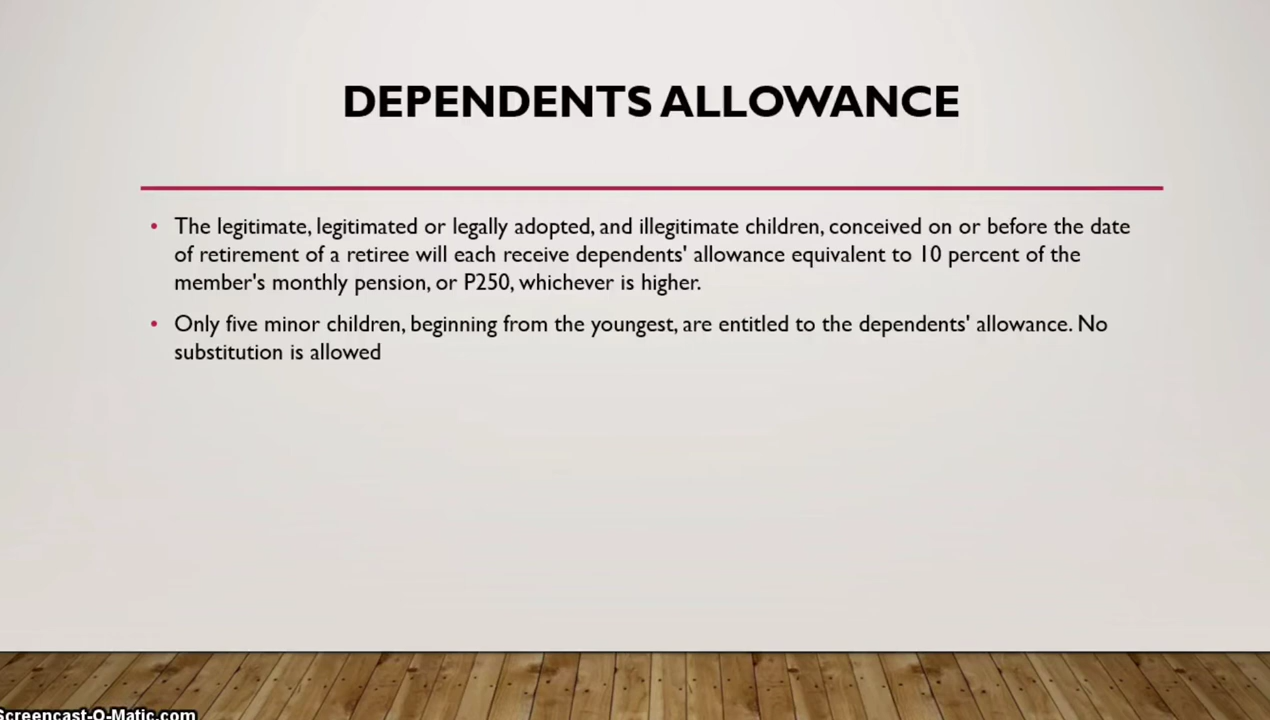 DEPENDENTS ALLOWANCE
• The legitimate, legitimated or legally adopted, and illegitimate children, conceived on or before the date
of retirement of a retiree will each receive dependents' allowance equivalent to 10 percent of the
member's monthly pension, or P250, whichever is higher.
• Only five minor children, beginning from the youngest, are entitled to the dependents' allowance. No
substitution is allowed
Screencast-O-Matic.com